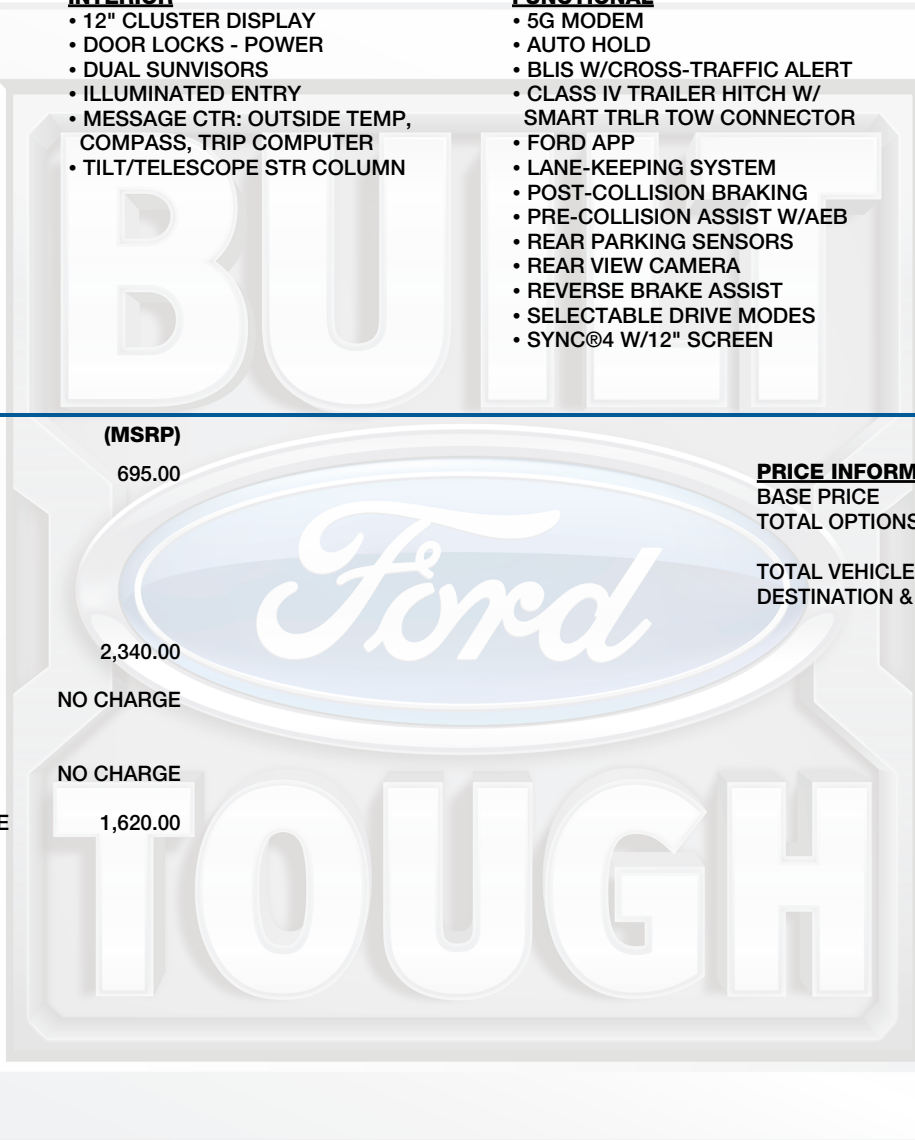 INTERIOR
• 12" CLUSTER DISPLAY
• DOOR LOCKS - POWER
• DUAL SUNVISORS
• ILLUMINATED ENTRY
• MESSAGE CTR: OUTSIDE TEMP,
COMPASS, TRIP COMPUTER
• TILT/TELESCOPE STR COLUMN
FUNCTIONAL
• 5G MODEM
• AUTO HOLD
• BLIS W/CROSS-TRAFFIC ALERT
• CLASS IV TRAILER HITCH W/
SMART TRLR TOW CONNECTOR
• FORD APP
• LANE-KEEPING SYSTEM
• POST-COLLISION BRAKING
• PRE-COLLISION ASSIST W/AEB
• REAR PARKING SENSORS
• REAR VIEW CAMERA
• REVERSE BRAKE ASSIST
• SELECTABLE DRIVE MODES
• SYNC®4 W/12" SCREEN
BUILT
(MSRP)
695.00
2,340.00
NO CHARGE
NO CHARGE
E 1,620.00
Ford
PRICE INFORM
BASE PRICE
TOTAL OPTIONS
TOTAL VEHICLE
DESTINATION &
TOUGH